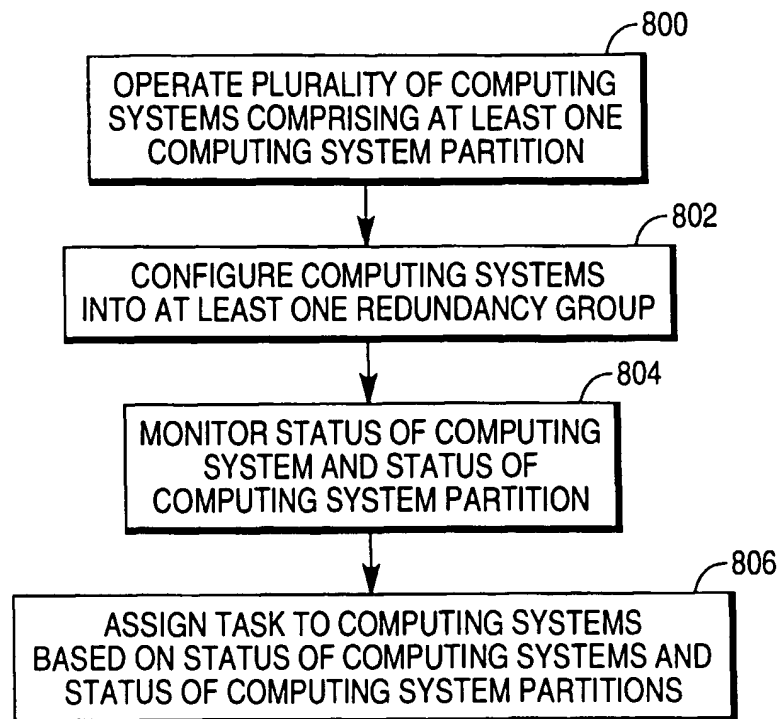 800
OPERATE PLURALITY OF COMPUTING
SYSTEMS COMPRISING AT LEAST ONE
COMPUTING SYSTEM PARTITION
802
CONFIGURE COMPUTING SYSTEMS
INTO AT LEAST ONE REDUNDANCY GROUP
804
MONITOR STATUS OF COMPUTING
SYSTEM AND STATUS OF
COMPUTING SYSTEM PARTITION
806
ASSIGN TASK TO COMPUTING SYSTEMS
BASED ON STATUS OF COMPUTING SYSTEMS AND
STATUS OF COMPUTING SYSTEM PARTITIONS